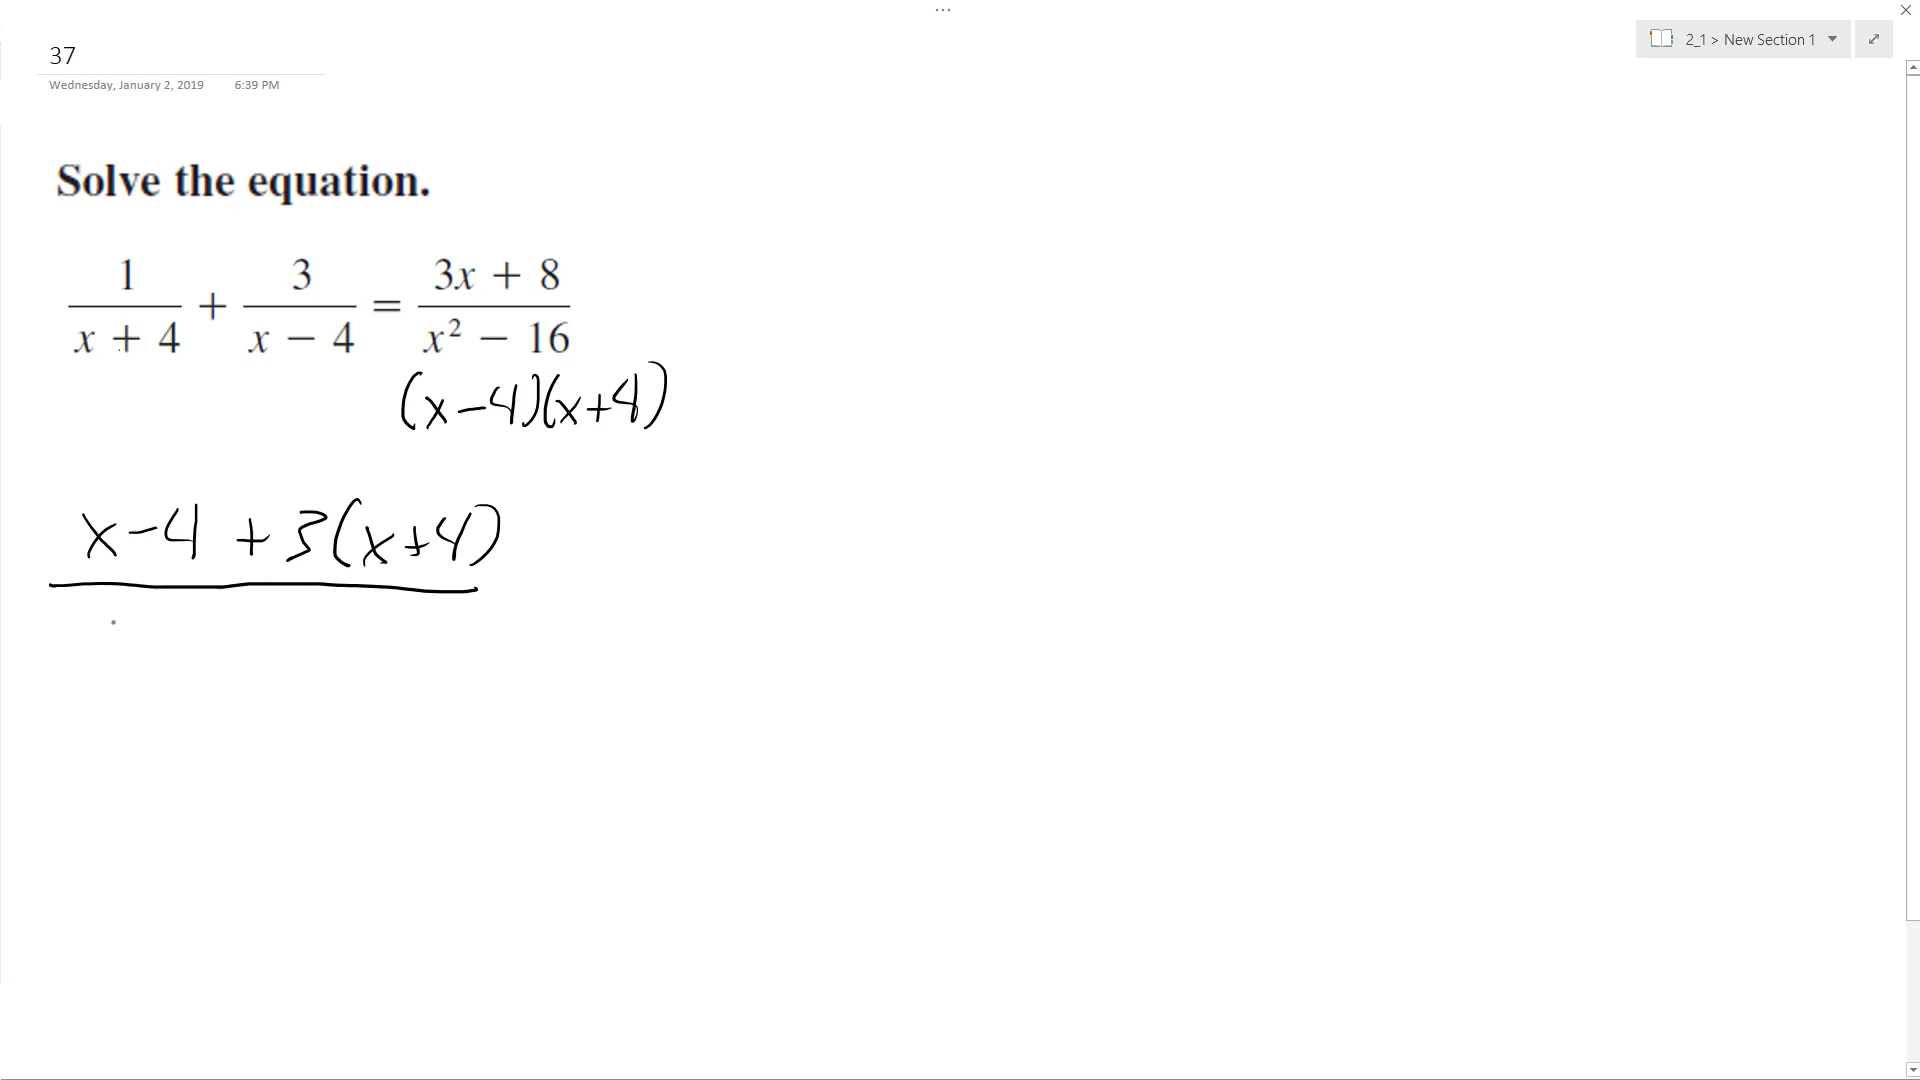 ...
37
2_1 > New Section 1
Wednesday, January 2, 2019 6:39 PM
Solve the equation.
1/(x + 4) + 3/(x − 4) = (3x + 8)/(x² − 16)
(x-4)(x+4)
x-4 + 3(x+4)